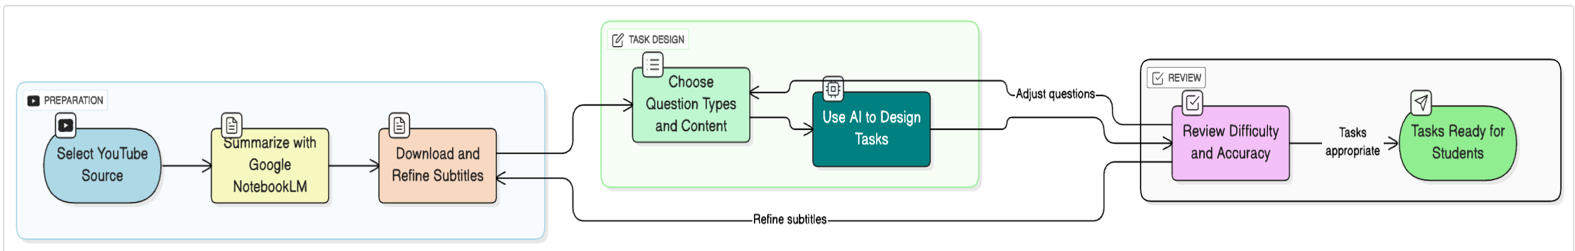 PREPARATION
Select YouTube
Source
Summarize with
Google
NotebookLM
Download and
Refine Subtitles
TASK DESIGN
Choose
Question Types
and Content
Use AI to Design
Tasks
Adjust questions
Refine subtitles
REVIEW
Review Difficulty
and Accuracy
Tasks
appropriate
Tasks Ready for
Students